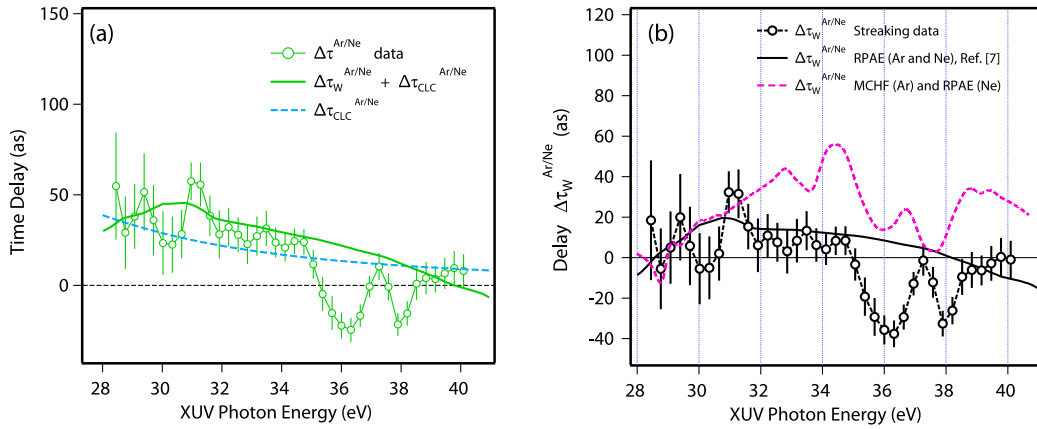 (a)
Δτ^Ar/Ne data
Δτ_W^Ar/Ne + Δτ_CLC^Ar/Ne
Δτ_CLC^Ar/Ne
150
100
50
0
Time Delay (as)
28 30 32 34 36 38 40
XUV Photon Energy (eV)
(b)
Δτ_W^Ar/Ne Streaking data
Δτ_W^Ar/Ne RPAE (Ar and Ne), Ref. [7]
Δτ_W^Ar/Ne MCHF (Ar) and RPAE (Ne)
120
100
80
60
40
20
0
-20
-40
Delay Δτ_W^Ar/Ne (as)
28 30 32 34 36 38 40
XUV Photon Energy (eV)